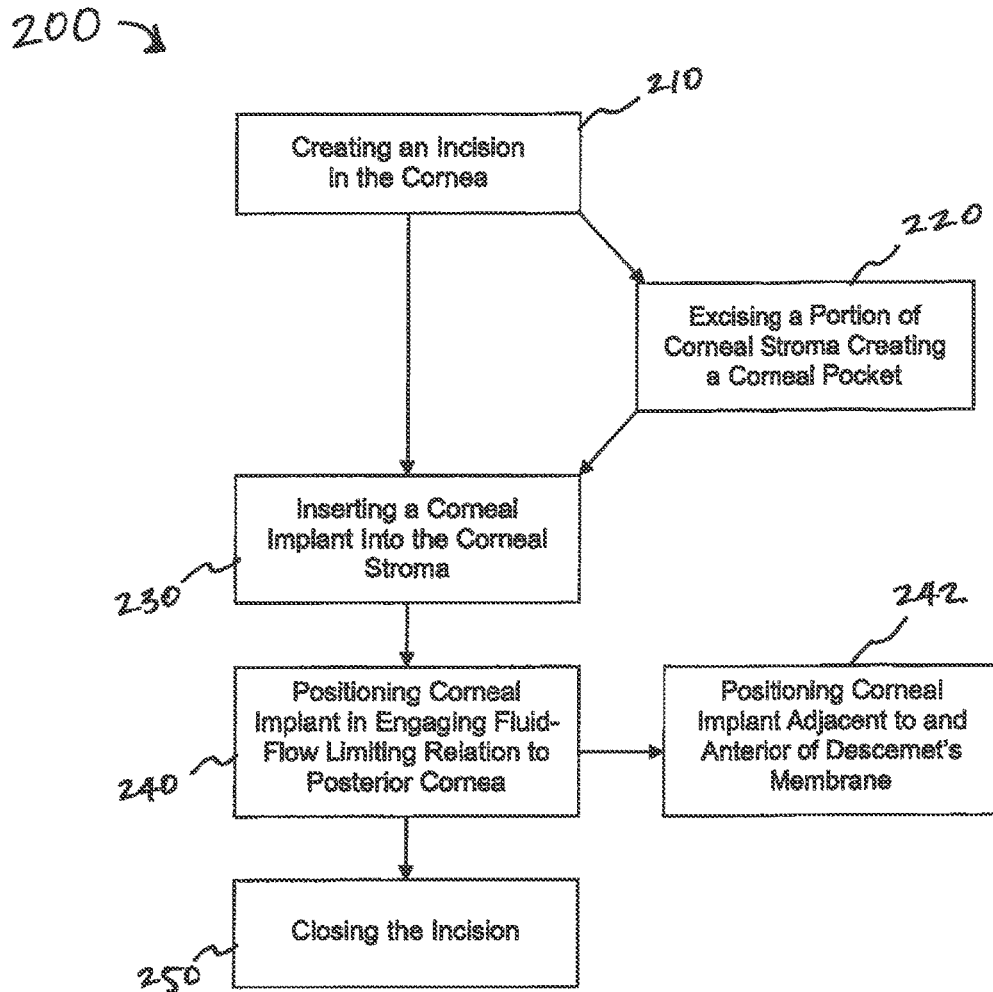 200
210
Creating an Incision
in the Cornea
220
Excising a Portion of
Corneal Stroma Creating
a Corneal Pocket
Inserting a Corneal
Implant Into the Corneal
Stroma
230
242
Positioning Corneal
Implant in Engaging Fluid-
Flow Limiting Relation to
Posterior Cornea
240
Positioning Corneal
Implant Adjacent to and
Anterior of Descemet's
Membrane
Closing the Incision
250